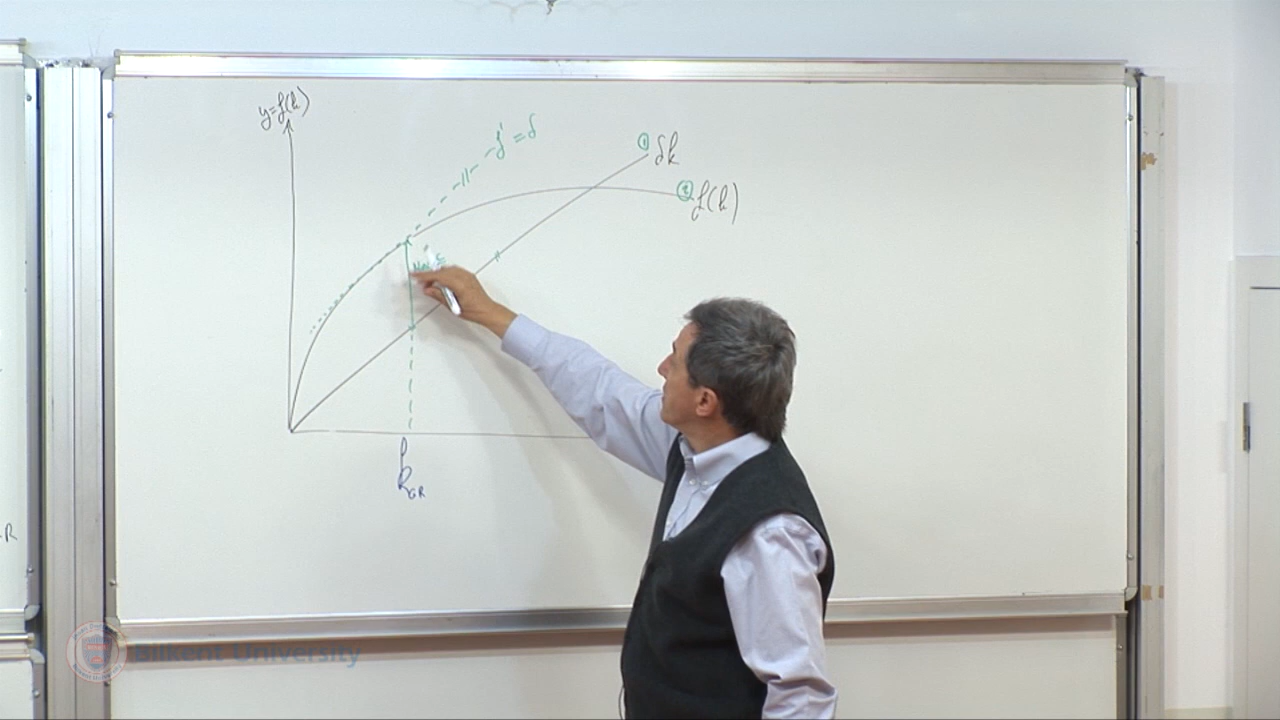 y=f(k)
f' = δ
① δk
② f(k)
k_GR
R
Bilkent University